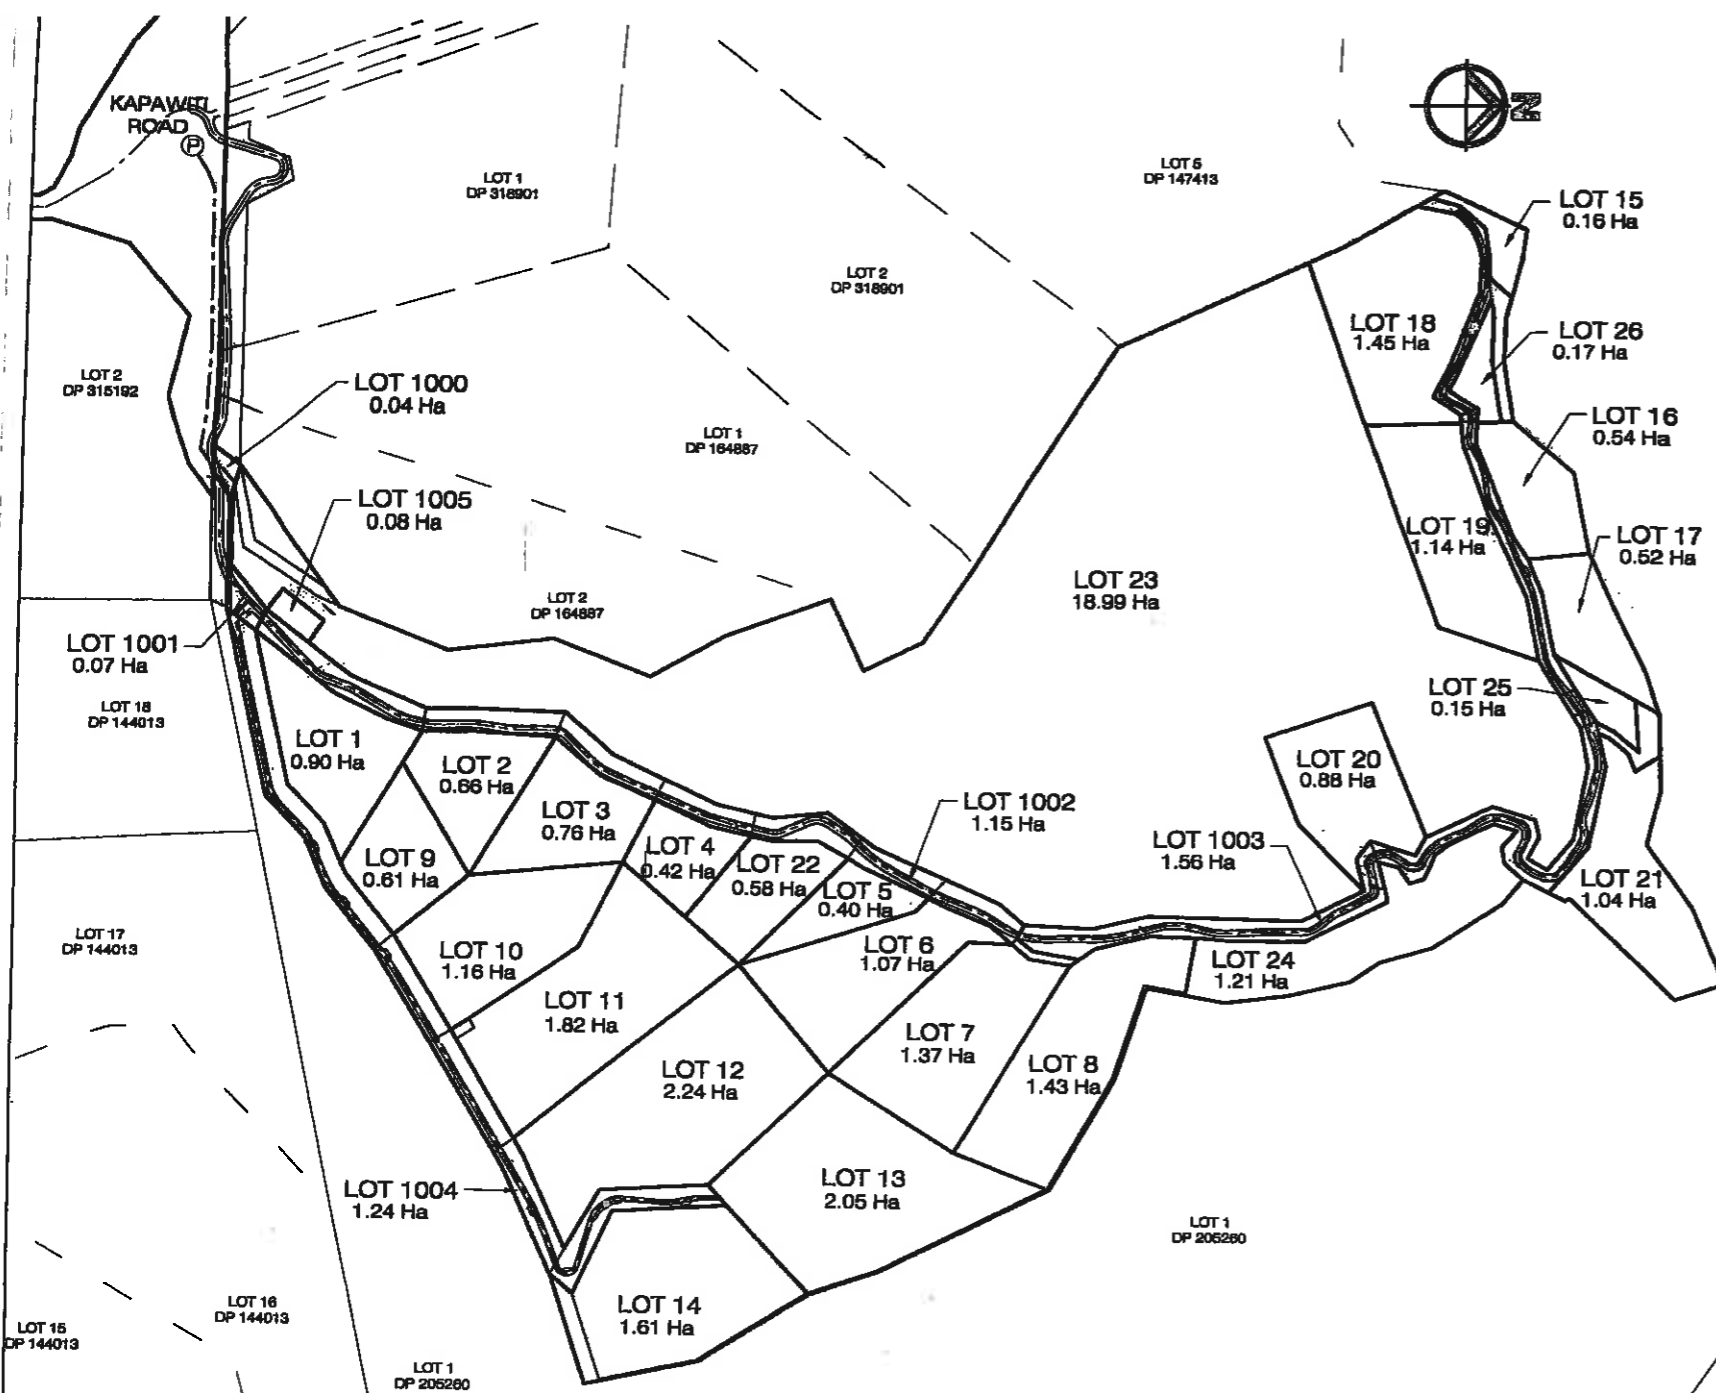 KAPAWITI
ROAD
P
N
LOT 1
DP 318901
LOT 5
DP 147413
LOT 15
0.16 Ha
LOT 2
DP 318901
LOT 18
1.45 Ha
LOT 26
0.17 Ha
LOT 2
DP 315192
LOT 1000
0.04 Ha
LOT 1
DP 164887
LOT 16
0.54 Ha
LOT 1005
0.08 Ha
LOT 19
1.14 Ha
LOT 17
0.52 Ha
LOT 2
DP 164887
LOT 23
18.99 Ha
LOT 1001
0.07 Ha
LOT 18
DP 144013
LOT 25
0.15 Ha
LOT 1
0.90 Ha
LOT 2
0.66 Ha
LOT 20
0.88 Ha
LOT 3
0.76 Ha
LOT 1002
1.15 Ha
LOT 1003
1.56 Ha
LOT 9
0.61 Ha
LOT 4
0.42 Ha
LOT 22
0.58 Ha
LOT 5
0.40 Ha
LOT 21
1.04 Ha
LOT 17
DP 144013
LOT 10
1.16 Ha
LOT 6
1.07 Ha
LOT 24
1.21 Ha
LOT 11
1.82 Ha
LOT 7
1.37 Ha
LOT 12
2.24 Ha
LOT 8
1.43 Ha
LOT 1004
1.24 Ha
LOT 13
2.05 Ha
LOT 1
DP 205260
LOT 16
DP 144013
LOT 14
1.61 Ha
LOT 15
DP 144013
LOT 1
DP 205260